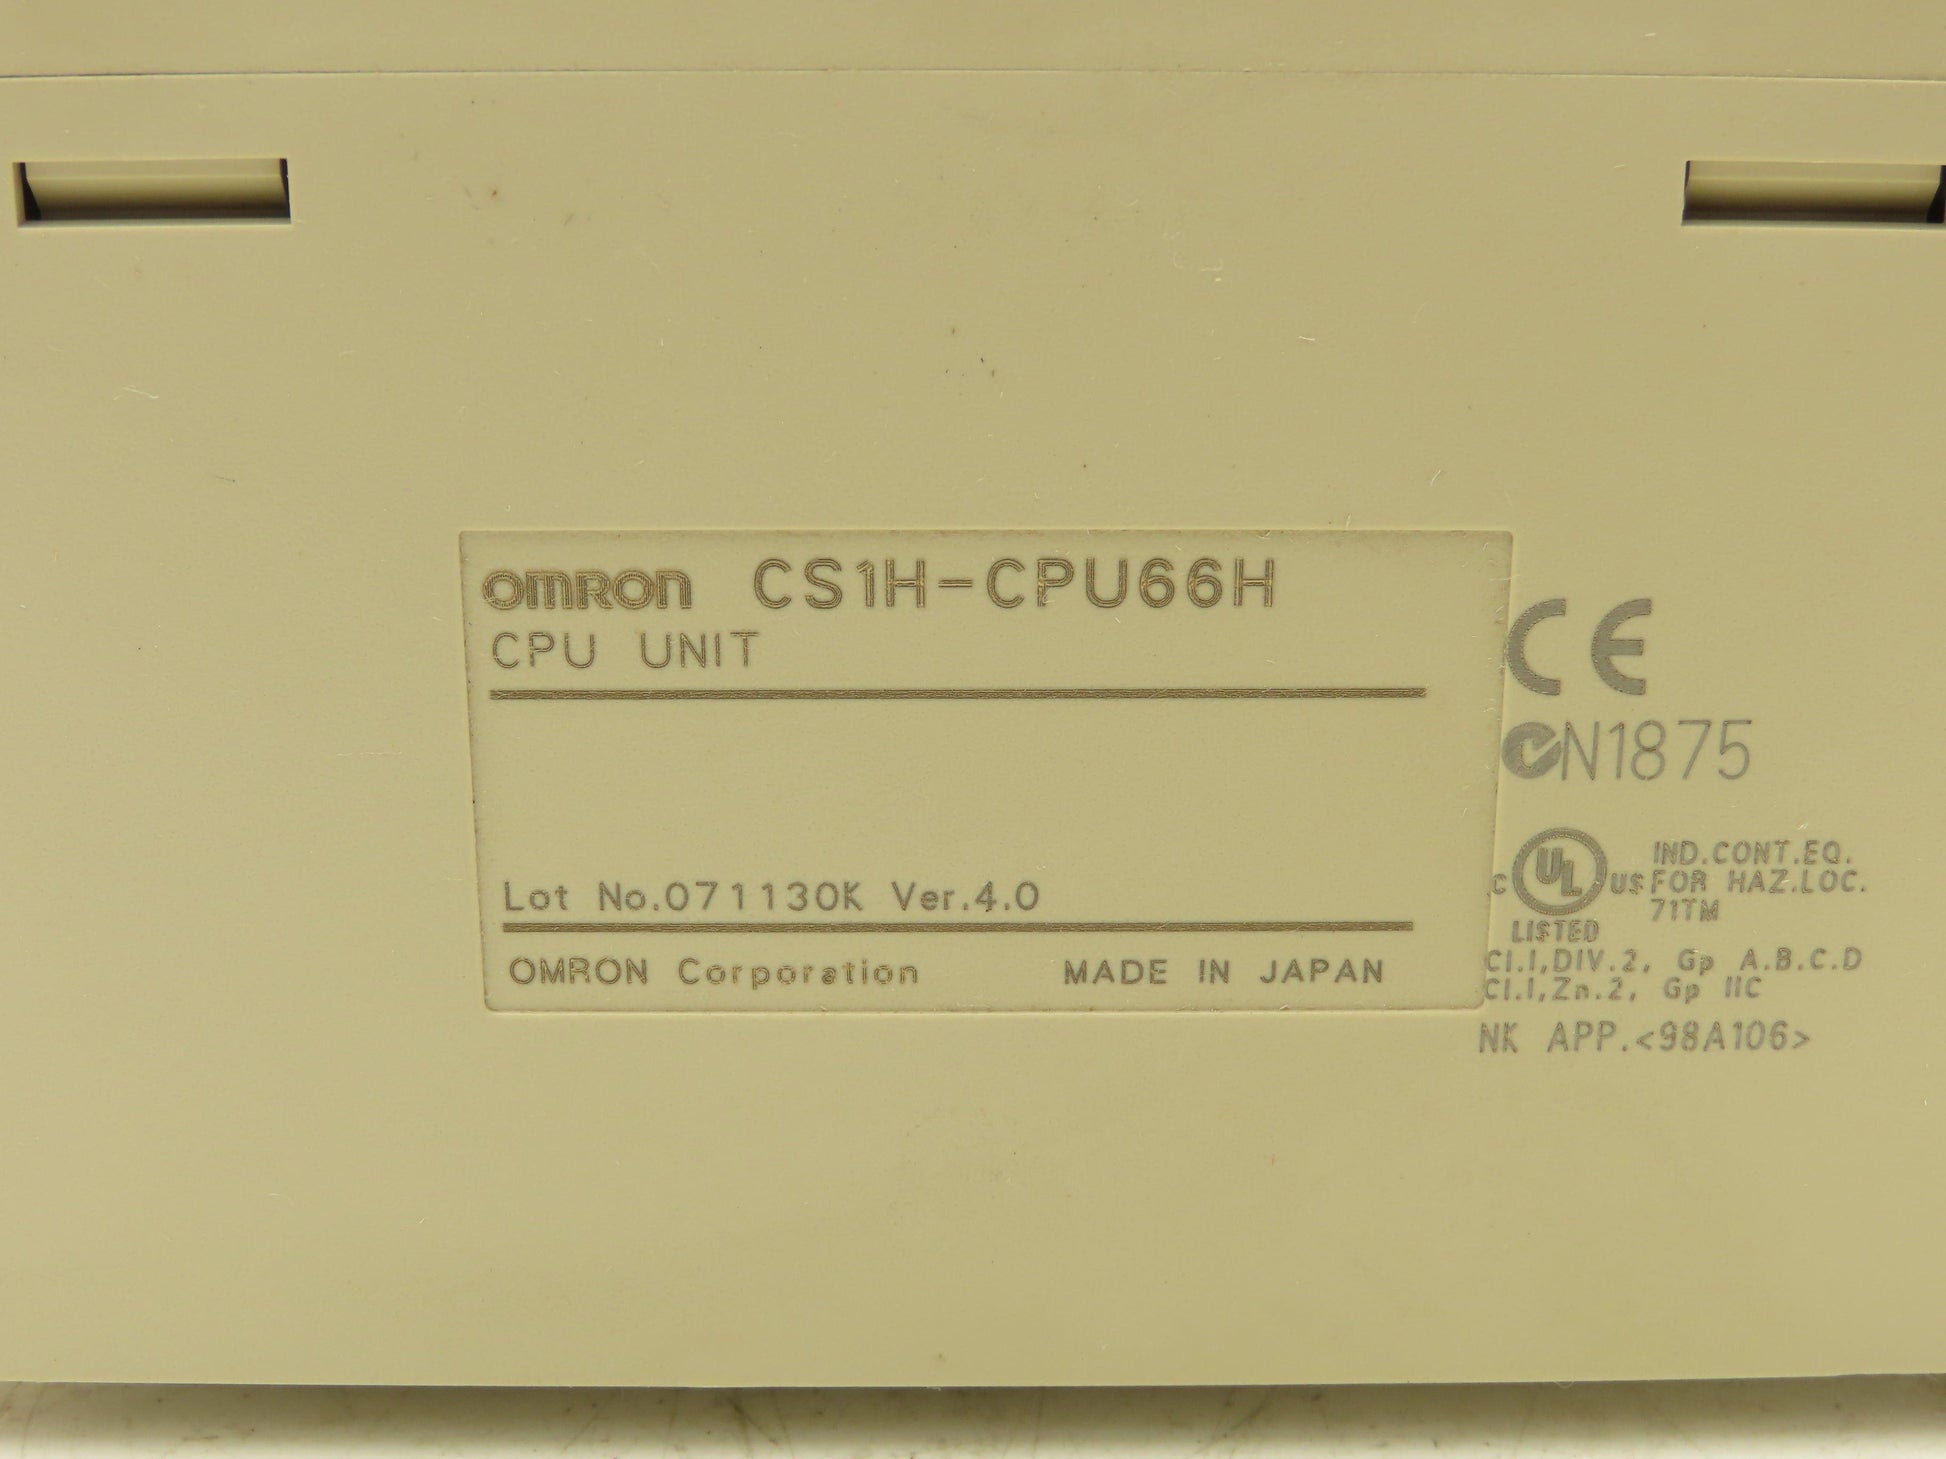 OMRON CS1H-CPU66H
CPU UNIT
Lot No.071130K Ver.4.0
OMRON Corporation MADE IN JAPAN
CE
N1875
C UL US
LISTED
IND.CONT.EQ.
FOR HAZ.LOC.
71TM
Cl.I,DIV.2, Gp A.B.C.D
Cl.I,Zn.2, Gp IIC
NK APP.<98A106>